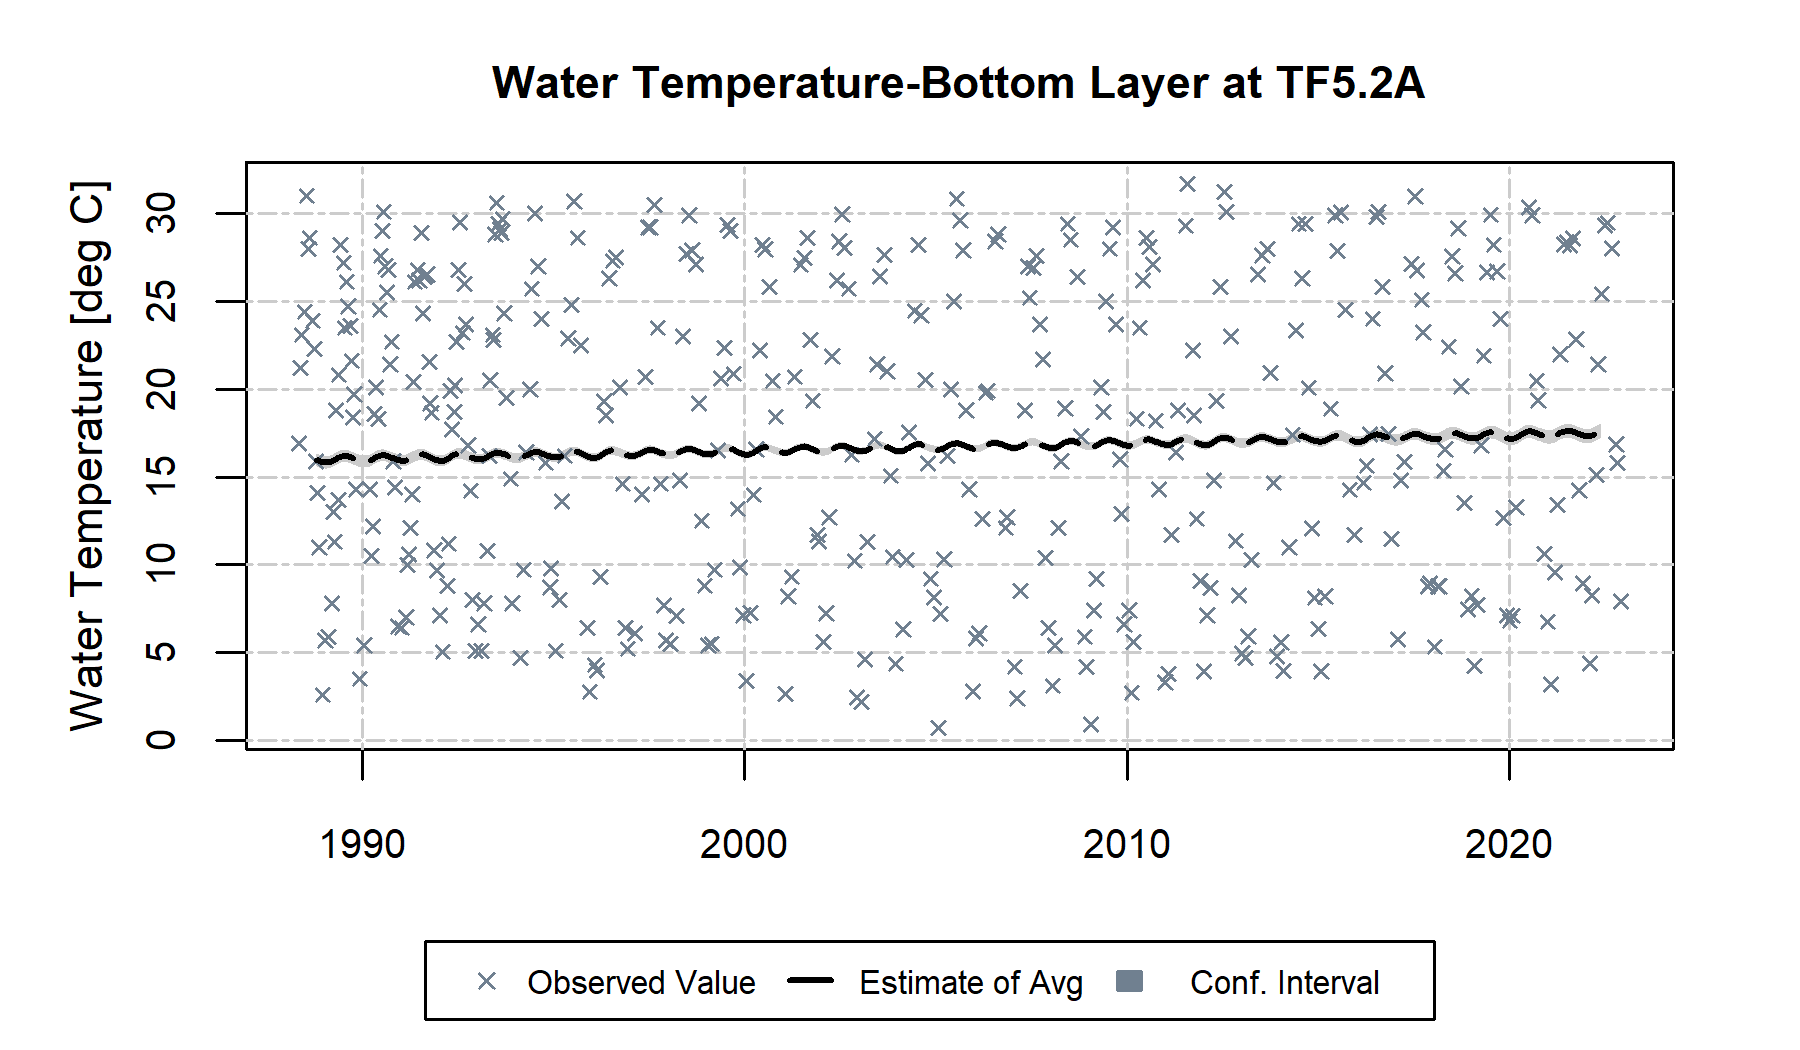 Water Temperature-Bottom Layer at TF5.2A
Water Temperature [deg C]
30
25
20
15
10
5
0
1990 2000 2010 2020
Observed Value Estimate of Avg Conf. Interval